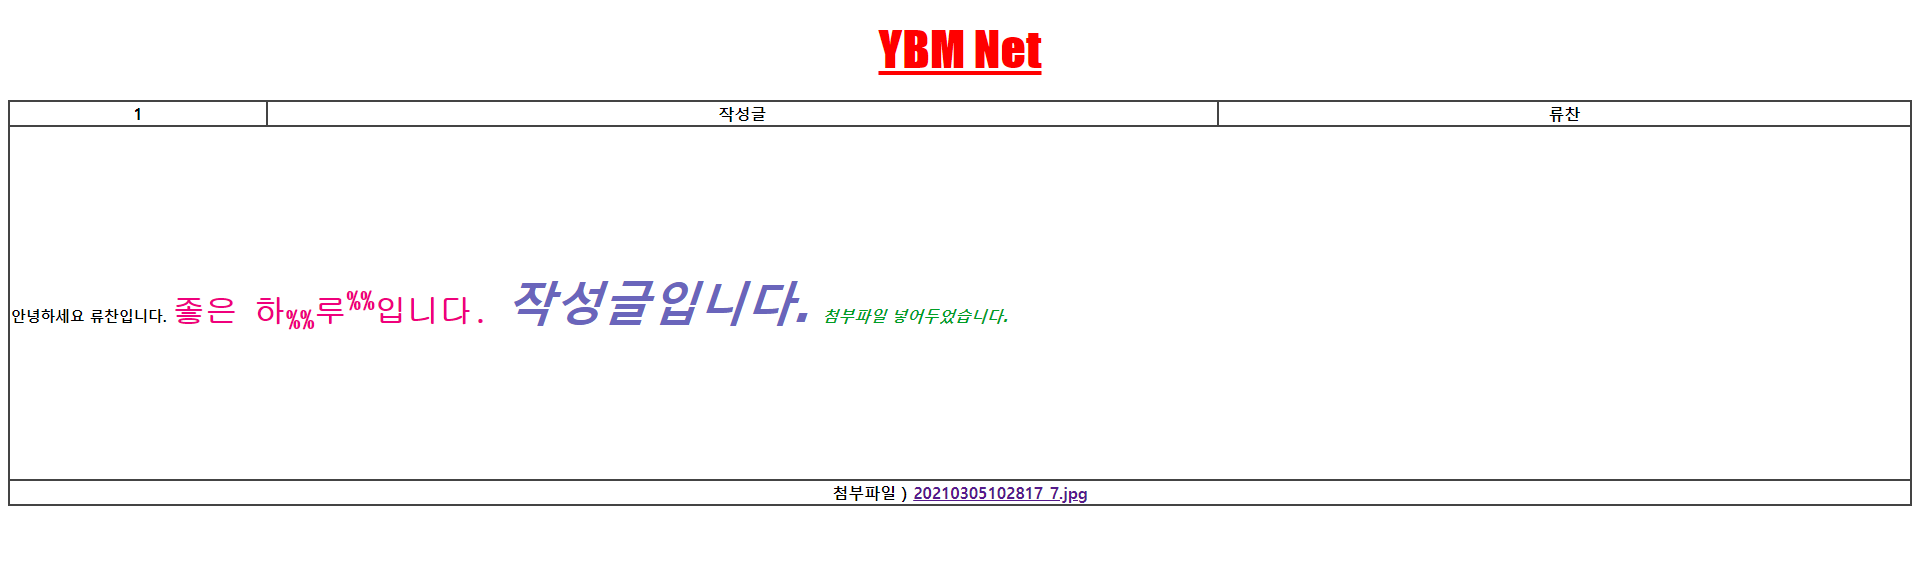 YBM Net
1 작성글 류찬
안녕하세요 류찬입니다. 좋은 하%%루%%입니다. 작성글입니다. 첨부파일 넣어두었습니다.
첨부파일 ) 20210305102817_7.jpg